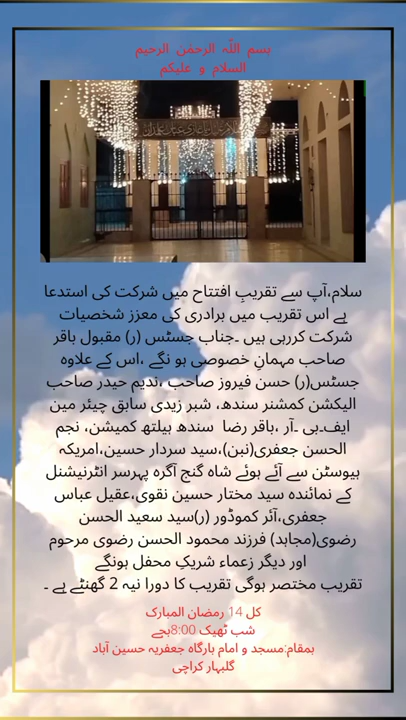 بسم اللّٰہ الرحمٰن الرحیم
السلام و علیکم
سلام،آپ سے تقریبِ افتتاح میں شرکت کی استدعا
ہے اس تقریب میں برادری کی معزز شخصیات
شرکت کررہی ہیں ۔جناب جسٹس (ر) مقبول باقر
صاحب مہمانِ خصوصی ہو نگے ،اس کے علاوہ
جسٹس(ر) حسن فیروز صاحب ،ندیم حیدر صاحب
الیکشن کمشنر سندھ، شبر زیدی سابق چیئر مین
ایف۔بی ۔آر ،باقر رضا سندھ ہیلتھ کمیشن، نجم
الحسن جعفری(نبن)،سید سردار حسین،امریکہ
ہیوسٹن سے آئے ہوئے شاہ گنج آگرہ پہرسر انٹرنیشنل
کے نمائندہ سید مختار حسین نقوی،عقیل عباس
جعفری،آئر کموڈور (ر)سید سعید الحسن
رضوی(مجاہد) فرزند محمود الحسن رضوی مرحوم
اور دیگر زعماء شریکِ محفل ہونگے
تقریب مختصر ہوگی تقریب کا دورا نیہ 2 گھنٹے ہے ۔
کل 14 رمضان المبارک
شب ٹھیک 8:00بجے
بمقام:مسجد و امام بارگاہ جعفریہ حسین آباد
گلبہار کراچی